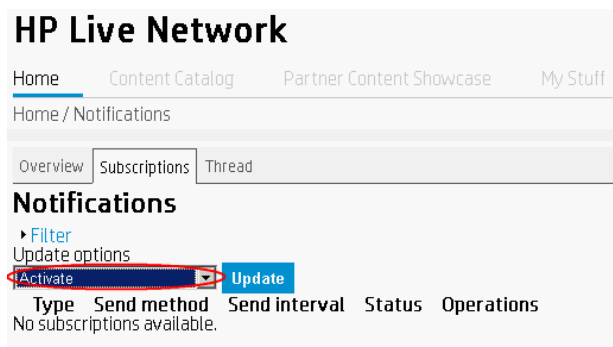 HP Live Network
Home Content Catalog Partner Content Showcase My Stuff
Home / Notifications
Overview Subscriptions Thread
Notifications
Filter
Update options
Activate Update
Type Send method Send interval Status Operations
No subscriptions available.